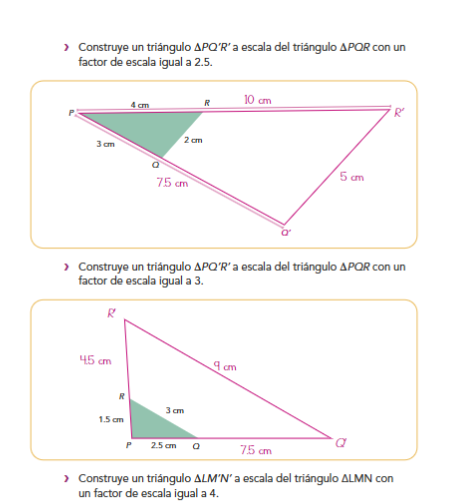 › Construye un triángulo ΔPQ'R' a escala del triángulo ΔPQR con un
factor de escala igual a 2.5.
4 cm
R
10 cm
P
R'
3 cm
2 cm
Q
7.5 cm
5 cm
Q'
› Construye un triángulo ΔPQ'R' a escala del triángulo ΔPQR con un
factor de escala igual a 3.
R'
4.5 cm
9 cm
R
3 cm
1.5 cm
P
2.5 cm
Q
7.5 cm
Q'
› Construye un triángulo ΔLM'N' a escala del triángulo ΔLMN con
un factor de escala igual a 4.